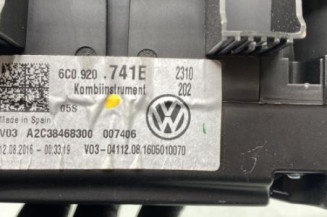 6C0.920 .741E 2310
Kombiinstrument 202
05S
Made in Spain
V03 A2C38468300 007406
12.08.2016 - 00:33:19 V03-04112.08.1605010070